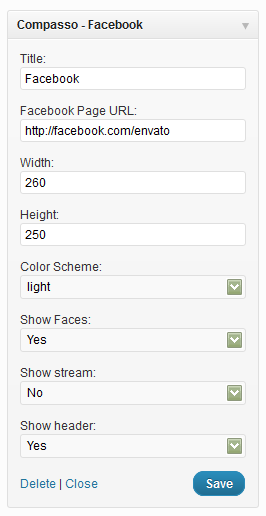 Compasso - Facebook
Title:
Facebook
Facebook Page URL:
http://facebook.com/envato
Width:
260
Height:
250
Color Scheme:
light
Show Faces:
Yes
Show stream:
No
Show header:
Yes
Delete | Close Save